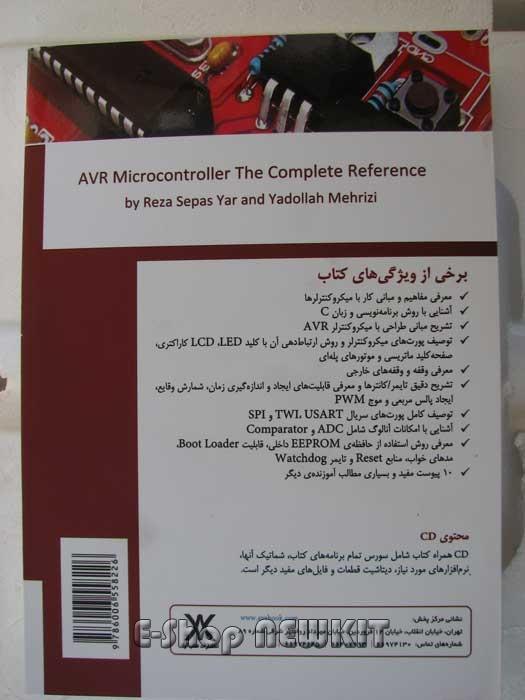 AVR Microcontroller The Complete Reference
by Reza Sepas Yar and Yadollah Mehrizi
برخی از ویژگی‌های کتاب
✓ معرفی مفاهیم و مبانی کار با میکروکنترلرها
✓ آشنایی با روش برنامه‌نویسی و زبان C
✓ تشریح مبانی طراحی با میکروکنترلر AVR
✓ توصیف پورت‌های میکروکنترلر و روش ارتباط‌دهی آن با کلید، LED، LCD کاراکتری،
صفحه‌کلید ماتریسی و موتورهای پله‌ای
✓ معرفی وقفه و وقفه‌های خارجی
✓ تشریح دقیق تایمر/کانترها و معرفی قابلیت‌های ایجاد و اندازه‌گیری زمان، شمارش وقایع،
ایجاد پالس مربعی و موج PWM
✓ توصیف کامل پورت‌های سریال TWI، USART و SPI
✓ آشنایی با امکانات آنالوگ شامل ADC و Comparator
✓ معرفی روش استفاده از حافظه‌ی EEPROM داخلی، قابلیت Boot Loader،
مدهای خواب، منابع Reset و تایمر Watchdog
✓ ۱۰ پیوست مفید و بسیاری مطالب آموزنده‌ی دیگر
محتوی CD
CD همراه کتاب شامل سورس تمام برنامه‌های کتاب، شماتیک آنها،
نرم‌افزارهای مورد نیاز، دیتاشیت قطعات و فایل‌های مفید دیگر است.
9786006558226
نشانی مرکز پخش:
تهران، خیابان انقلاب، خیابان ۱۲ فروردین، خیابان
شماره‌های تماس:
E-Shop NEWKIT